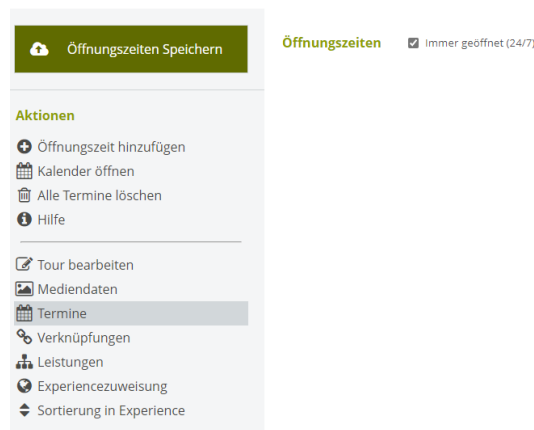 Öffnungszeiten Speichern
Öffnungszeiten Immer geöffnet (24/7)
Aktionen
Öffnungszeit hinzufügen
Kalender öffnen
Alle Termine löschen
Hilfe
Tour bearbeiten
Mediendaten
Termine
Verknüpfungen
Leistungen
Experiencezuweisung
Sortierung in Experience